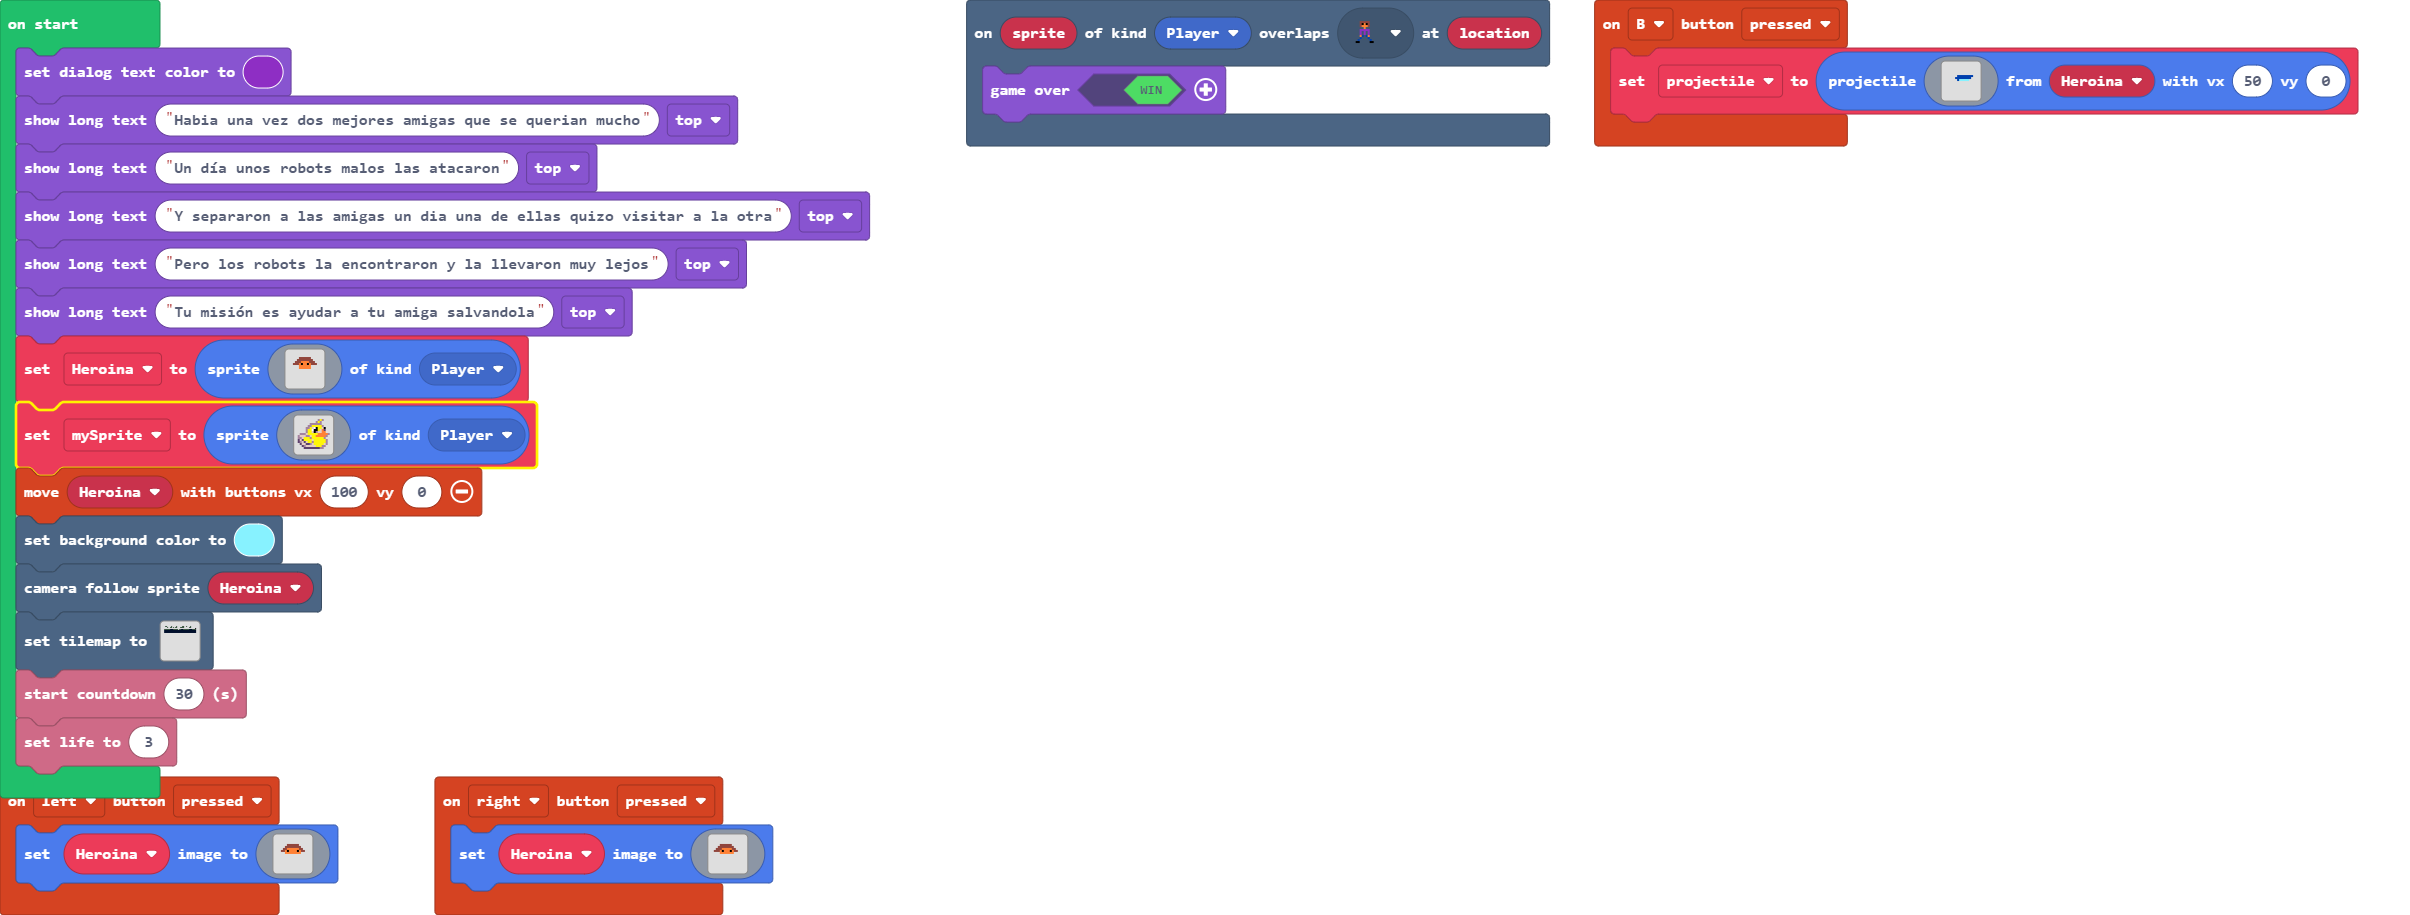 on start
set dialog text color to
show long text "Habia una vez dos mejores amigas que se querian mucho" top
show long text "Un día unos robots malos las atacaron" top
show long text "Y separaron a las amigas un dia una de ellas quizo visitar a la otra" top
show long text "Pero los robots la encontraron y la llevaron muy lejos" top
show long text "Tu misión es ayudar a tu amiga salvandola" top
set Heroina to sprite of kind Player
set mySprite to sprite of kind Player
move Heroina with buttons vx 100 vy 0
set background color to
camera follow sprite Heroina
set tilemap to
start countdown 30 (s)
set life to 3
on left button pressed
set Heroina image to
on right button pressed
set Heroina image to
on sprite of kind Player overlaps at location
game over WIN
on B button pressed
set projectile to projectile from Heroina with vx 50 vy 0